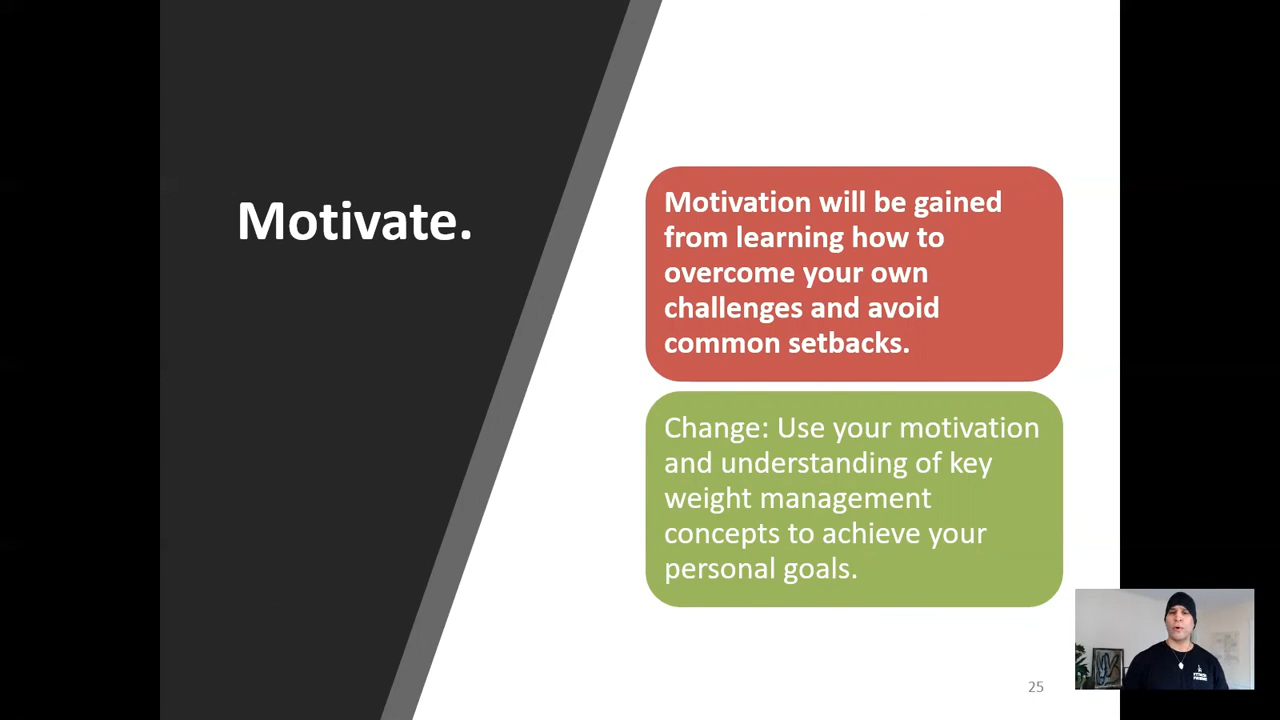 Motivate.
Motivation will be gained
from learning how to
overcome your own
challenges and avoid
common setbacks.
Change: Use your motivation
and understanding of key
weight management
concepts to achieve your
personal goals.
25